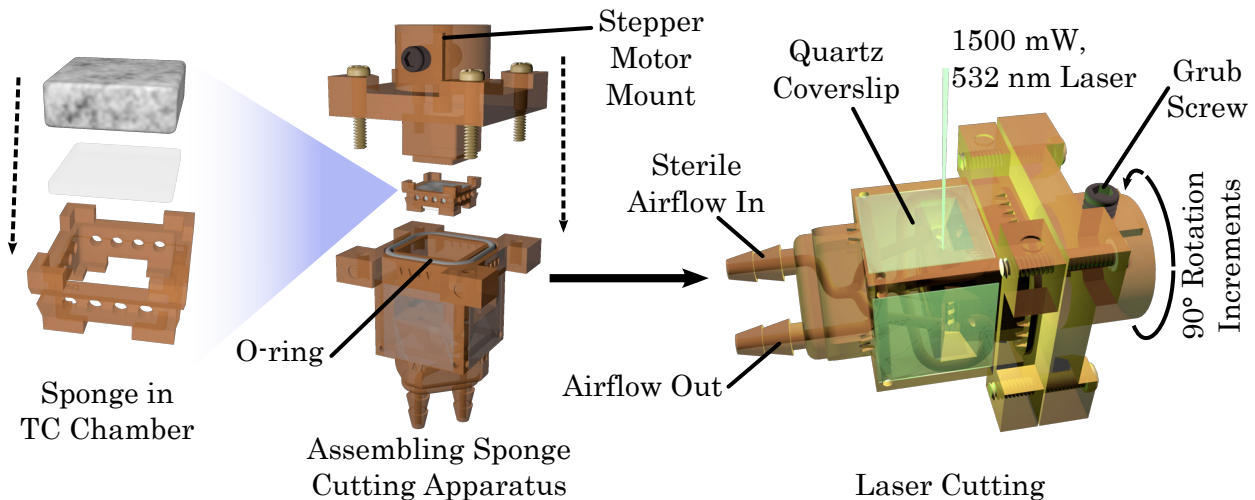 Stepper
Motor
Mount
Quartz
Coverslip
1500 mW,
532 nm Laser
Grub
Screw
Sterile
Airflow In
90° Rotation
Increments
O-ring
Airflow Out
Sponge in
TC Chamber
Assembling Sponge
Cutting Apparatus
Laser Cutting